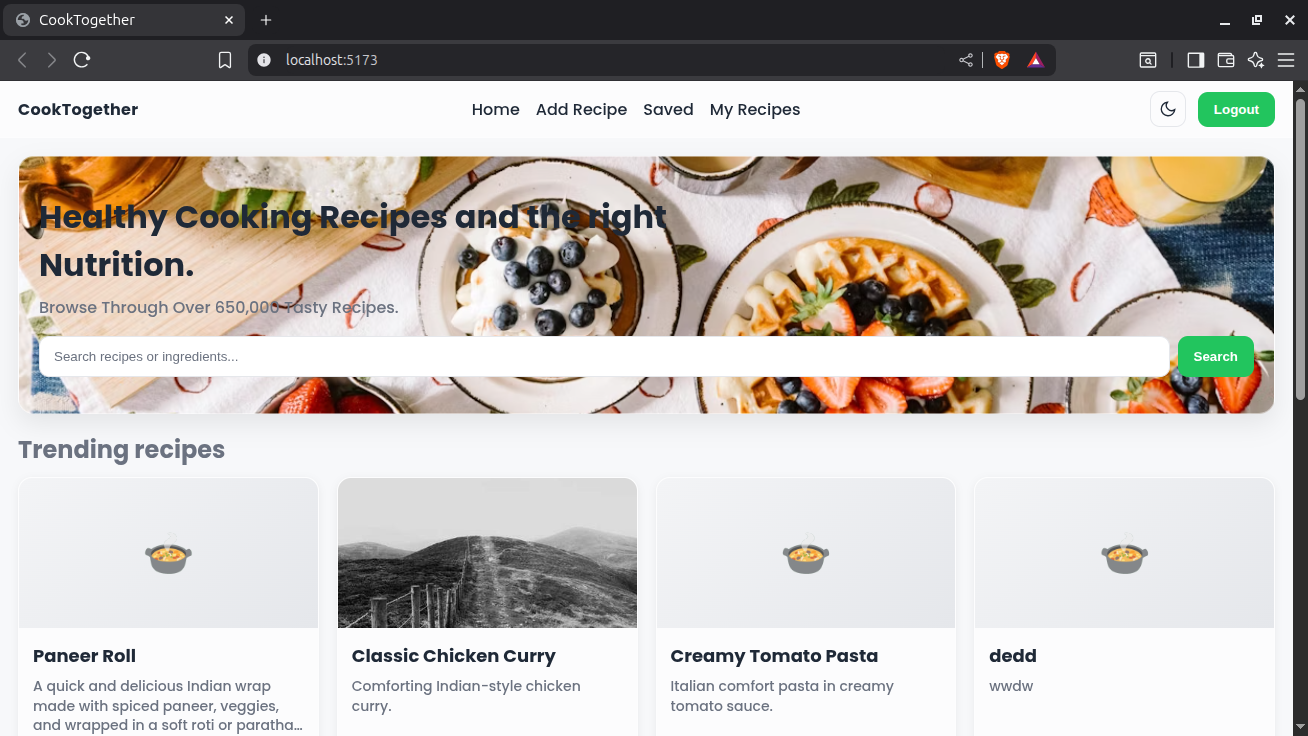 CookTogether
localhost:5173
CookTogether
Home Add Recipe Saved My Recipes
Logout
Healthy Cooking Recipes and the right
Nutrition.
Browse Through Over 650,000 Tasty Recipes.
Search recipes or ingredients...
Search
Trending recipes
Paneer Roll
A quick and delicious Indian wrap
made with spiced paneer, veggies,
and wrapped in a soft roti or paratha...
Classic Chicken Curry
Comforting Indian-style chicken
curry.
Creamy Tomato Pasta
Italian comfort pasta in creamy
tomato sauce.
dedd
wwdw